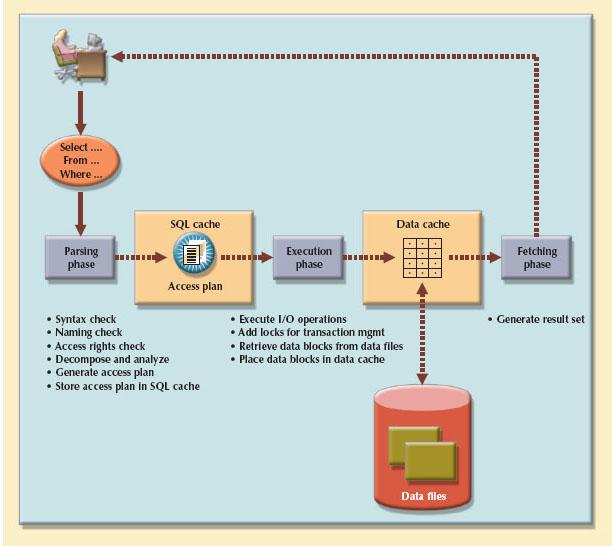 Select ....
From ...
Where ...
Parsing
phase
SQL cache
Access plan
Execution
phase
Data cache
Fetching
phase
• Syntax check
• Naming check
• Access rights check
• Decompose and analyze
• Generate access plan
• Store access plan in SQL cache
• Execute I/O operations
• Add locks for transaction mgmt
• Retrieve data blocks from data files
• Place data blocks in data cache
• Generate result set
Data files